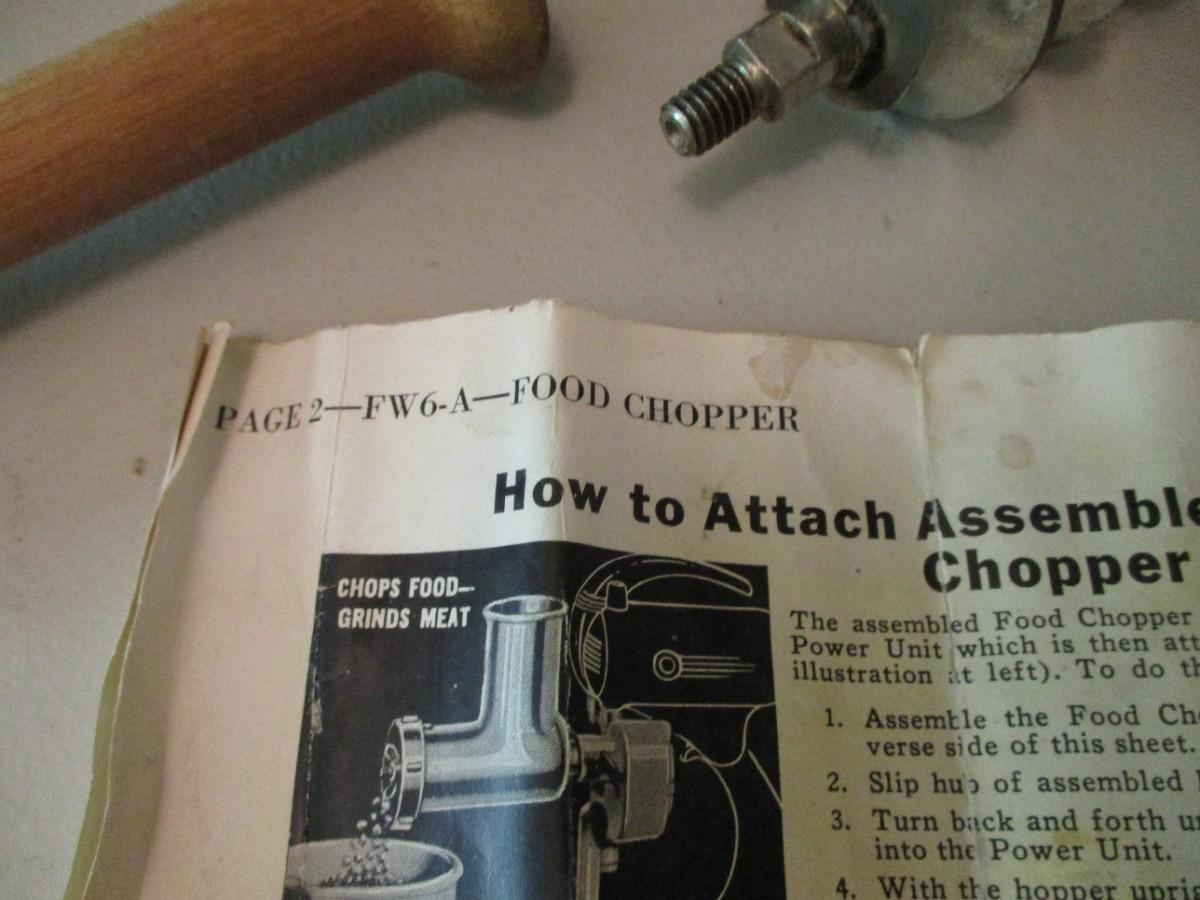 PAGE 2—FW6-A—FOOD CHOPPER
How to Attach Assemble
Chopper
CHOPS FOOD—
GRINDS MEAT
The assembled Food Chopper
Power Unit which is then att
illustration at left). To do th
1. Assemble the Food Ch
verse side of this sheet.
2. Slip hub of assembled
3. Turn back and forth u
into the Power Unit.
4. With the hopper uprig